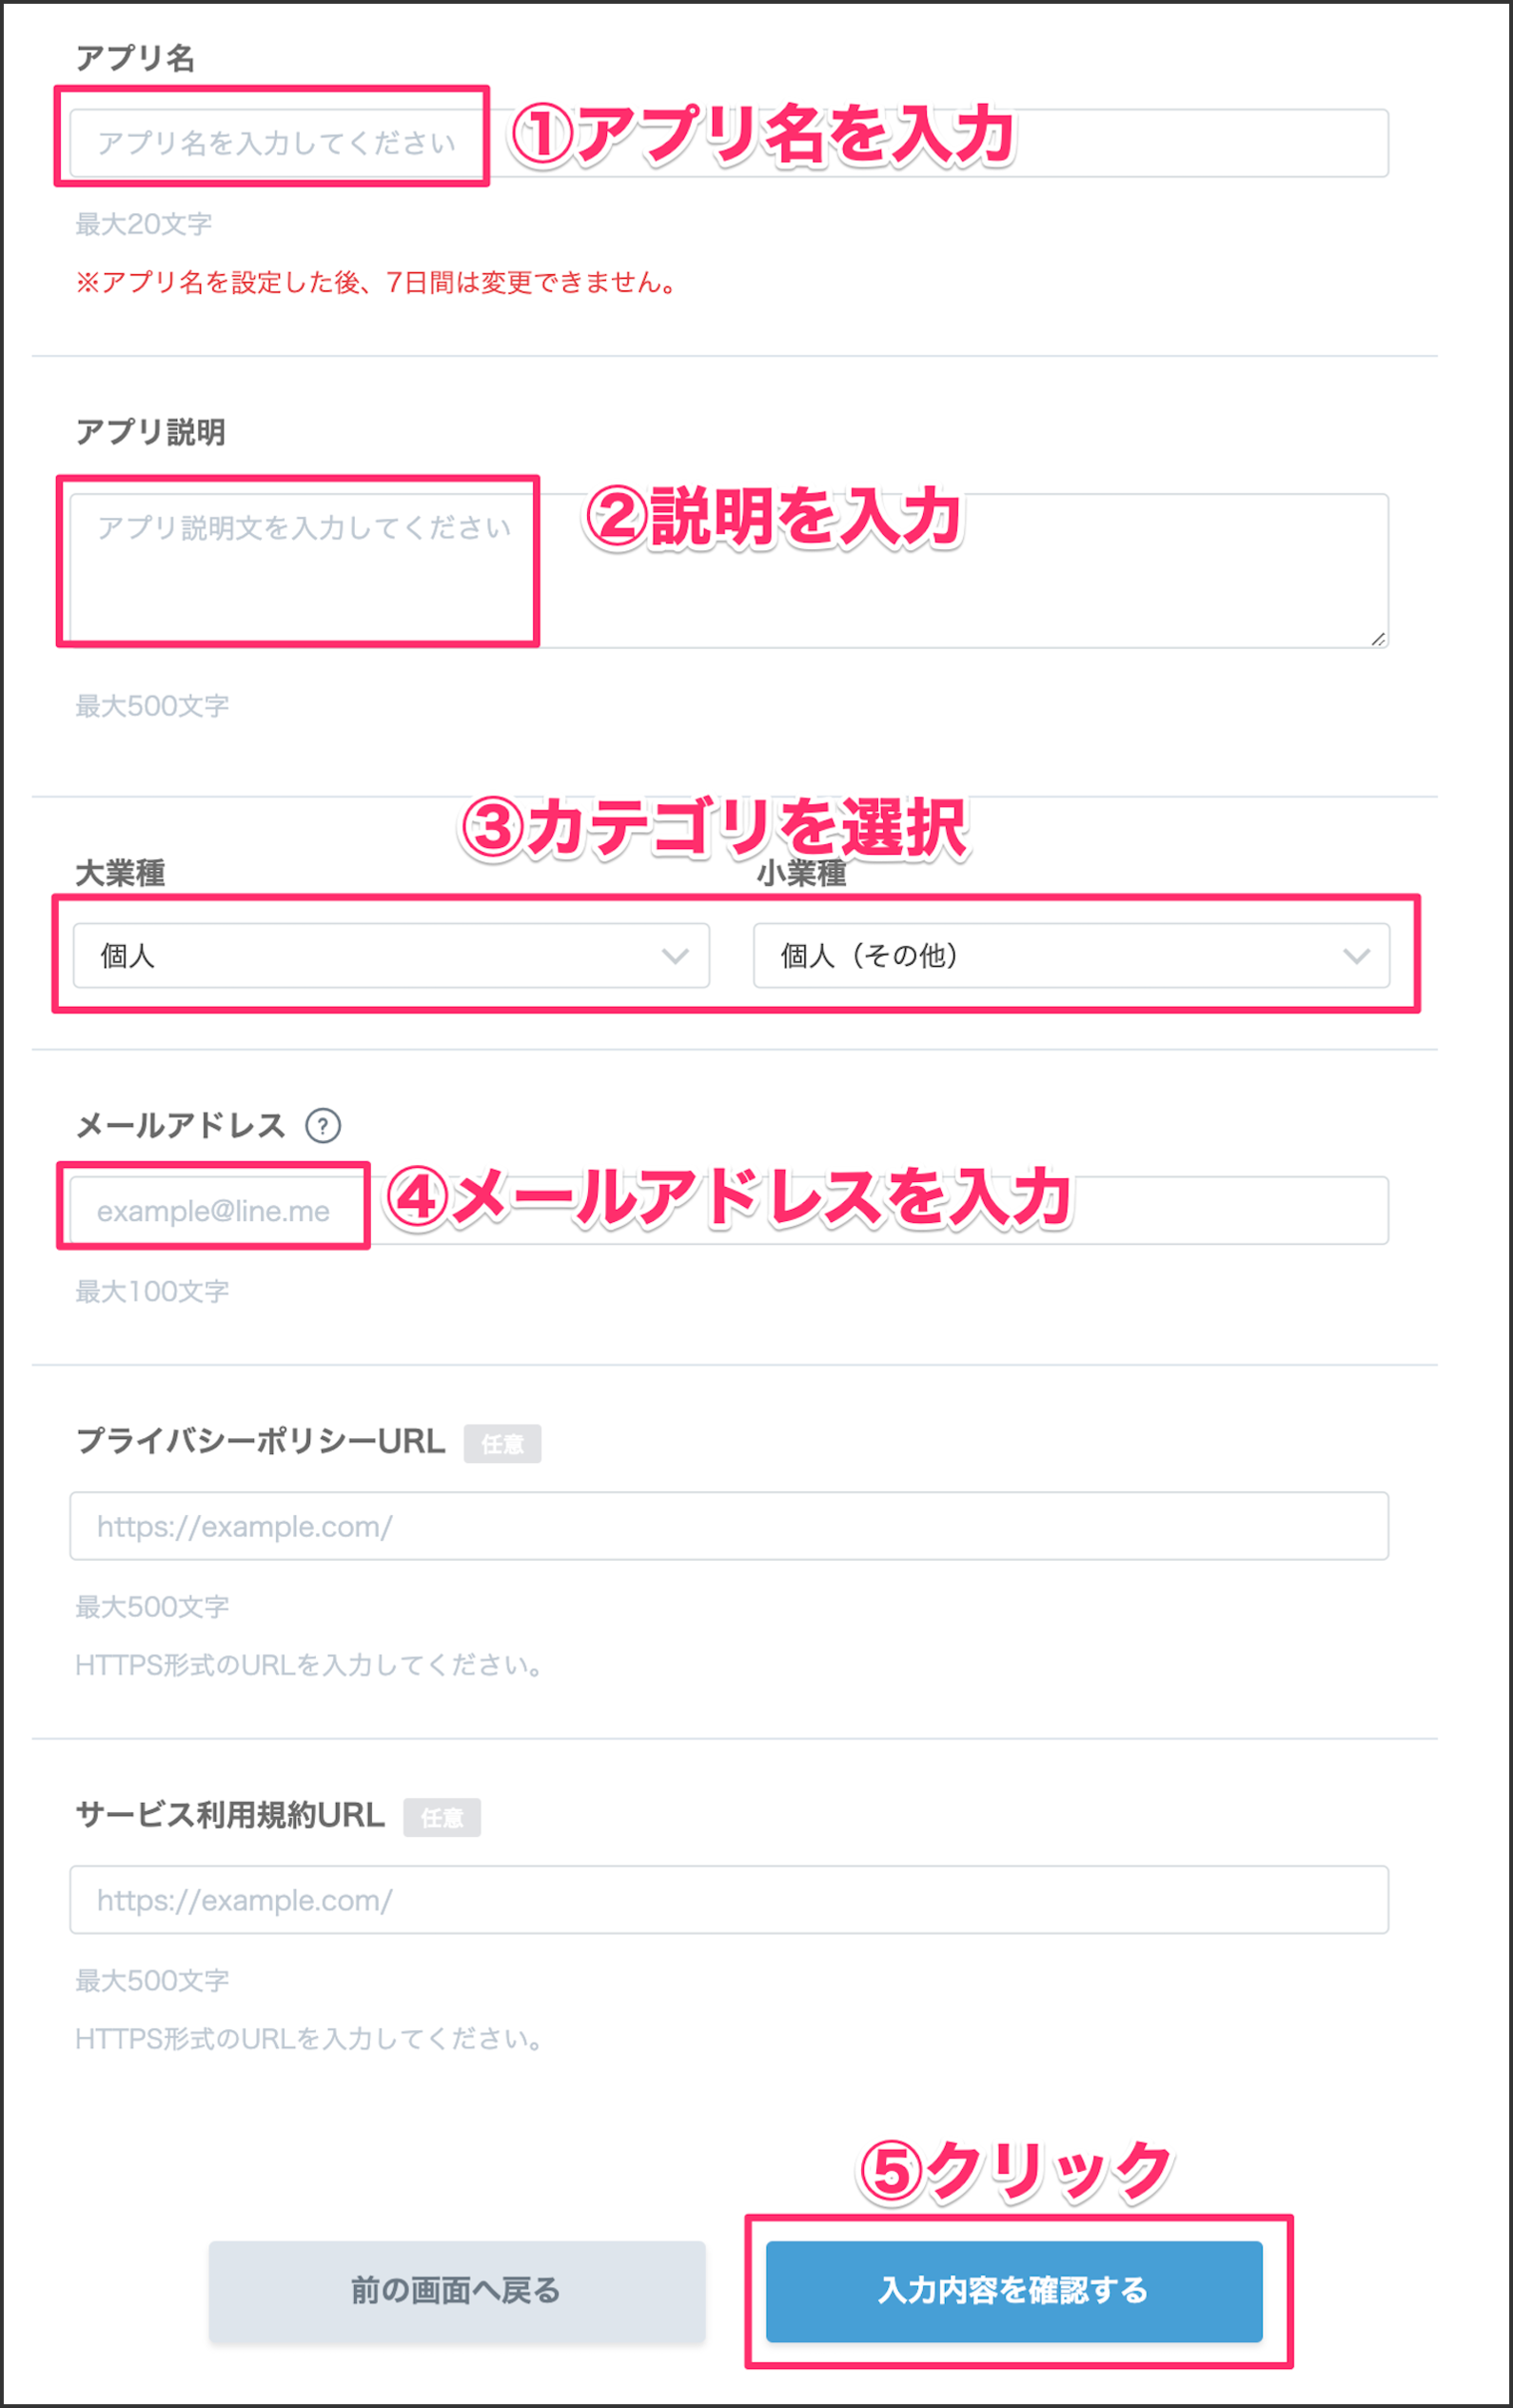 アプリ名
アプリ名を入力してください
①アプリ名を入力
最大20文字
※アプリ名を設定した後、7日間は変更できません。
アプリ説明
アプリ説明文を入力してください
②説明を入力
最大500文字
③カテゴリを選択
大業種
小業種
個人
個人（その他）
メールアドレス ?
example@line.me
④メールアドレスを入力
最大100文字
プライバシーポリシーURL 任意
https://example.com/
最大500文字
HTTPS形式のURLを入力してください。
サービス利用規約URL 任意
https://example.com/
最大500文字
HTTPS形式のURLを入力してください。
⑤クリック
前の画面へ戻る
入力内容を確認する